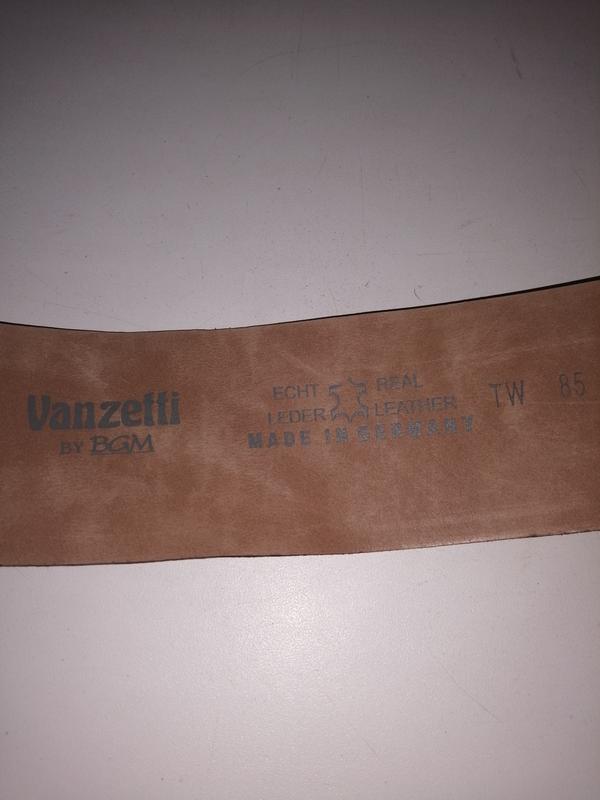 Vanzetti
BY BGM
ECHT REAL
LEDER LEATHER
MADE IN GERMANY
TW 85